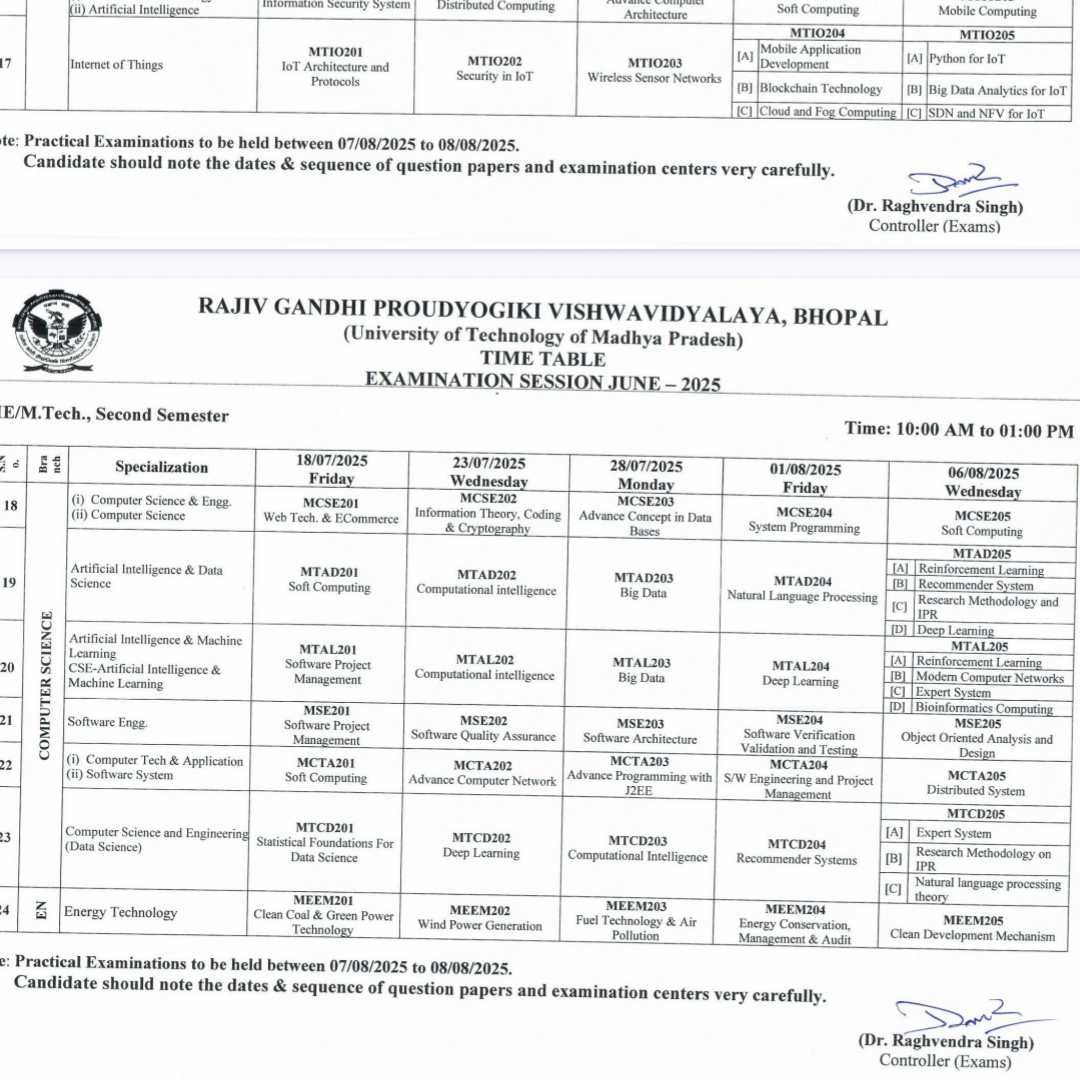 (ii) Artificial Intelligence
Information Security System
Distributed Computing
Advance Computer
Architecture
Soft Computing
Mobile Computing
17
Internet of Things
MTIO201
IoT Architecture and
Protocols
MTIO202
Security in IoT
MTIO203
Wireless Sensor Networks
MTIO204
[A] Mobile Application
Development
[B] Blockchain Technology
[C] Cloud and Fog Computing
MTIO205
[A] Python for IoT
[B] Big Data Analytics for IoT
[C] SDN and NFV for IoT
ote: Practical Examinations to be held between 07/08/2025 to 08/08/2025.
Candidate should note the dates & sequence of question papers and examination centers very carefully.
(Dr. Raghvendra Singh)
Controller (Exams)
RAJIV GANDHI PROUDYOGIKI VISHWAVIDYALAYA, BHOPAL
(University of Technology of Madhya Pradesh)
TIME TABLE
EXAMINATION SESSION JUNE – 2025
IE/M.Tech., Second Semester
Time: 10:00 AM to 01:00 PM
S.N
o.
Bra
nch
Specialization
18/07/2025
Friday
23/07/2025
Wednesday
28/07/2025
Monday
01/08/2025
Friday
06/08/2025
Wednesday
COMPUTER SCIENCE
18
(i) Computer Science & Engg.
(ii) Computer Science
MCSE201
Web Tech. & ECommerce
MCSE202
Information Theory, Coding
& Cryptography
MCSE203
Advance Concept in Data
Bases
MCSE204
System Programming
MCSE205
Soft Computing
19
Artificial Intelligence & Data
Science
MTAD201
Soft Computing
MTAD202
Computational intelligence
MTAD203
Big Data
MTAD204
Natural Language Processing
MTAD205
[A] Reinforcement Learning
[B] Recommender System
[C] Research Methodology and
IPR
[D] Deep Learning
20
Artificial Intelligence & Machine
Learning
CSE-Artificial Intelligence &
Machine Learning
MTAL201
Software Project
Management
MTAL202
Computational intelligence
MTAL203
Big Data
MTAL204
Deep Learning
MTAL205
[A] Reinforcement Learning
[B] Modern Computer Networks
[C] Expert System
[D] Bioinformatics Computing
21
Software Engg.
MSE201
Software Project
Management
MSE202
Software Quality Assurance
MSE203
Software Architecture
MSE204
Software Verification
Validation and Testing
MSE205
Object Oriented Analysis and
Design
22
(i) Computer Tech & Application
(ii) Software System
MCTA201
Soft Computing
MCTA202
Advance Computer Network
MCTA203
Advance Programming with
J2EE
MCTA204
S/W Engineering and Project
Management
MCTA205
Distributed System
23
Computer Science and Engineering
(Data Science)
MTCD201
Statistical Foundations For
Data Science
MTCD202
Deep Learning
MTCD203
Computational Intelligence
MTCD204
Recommender Systems
MTCD205
[A] Expert System
[B] Research Methodology on
IPR
[C] Natural language processing
theory
24
EN
Energy Technology
MEEM201
Clean Coal & Green Power
Technology
MEEM202
Wind Power Generation
MEEM203
Fuel Technology & Air
Pollution
MEEM204
Energy Conservation,
Management & Audit
MEEM205
Clean Development Mechanism
e: Practical Examinations to be held between 07/08/2025 to 08/08/2025.
Candidate should note the dates & sequence of question papers and examination centers very carefully.
(Dr. Raghvendra Singh)
Controller (Exams)